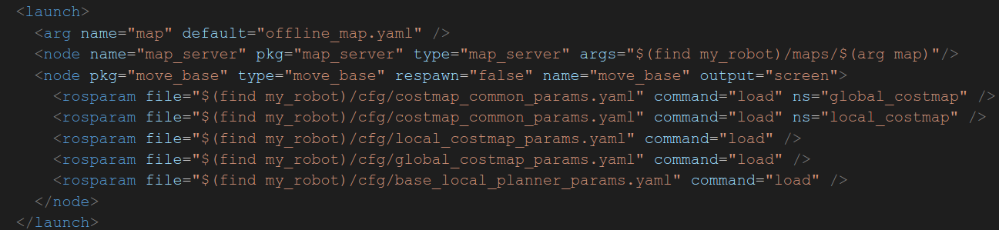 <launch>
<arg name="map" default="offline_map.yaml" />
<node name="map_server" pkg="map_server" type="map_server" args="$(find my_robot)/maps/$(arg map)"/>
<node pkg="move_base" type="move_base" respawn="false" name="move_base" output="screen">
<rosparam file="$(find my_robot)/cfg/costmap_common_params.yaml" command="load" ns="global_costmap" />
<rosparam file="$(find my_robot)/cfg/costmap_common_params.yaml" command="load" ns="local_costmap" />
<rosparam file="$(find my_robot)/cfg/local_costmap_params.yaml" command="load" />
<rosparam file="$(find my_robot)/cfg/global_costmap_params.yaml" command="load" />
<rosparam file="$(find my_robot)/cfg/base_local_planner_params.yaml" command="load" />
</node>
</launch>